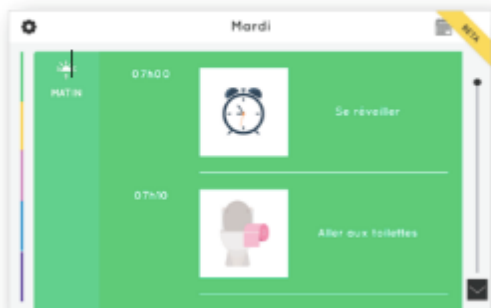 Mardi
BETA
MATIN
07h00
Se réveiller
07h10
Aller aux toilettes